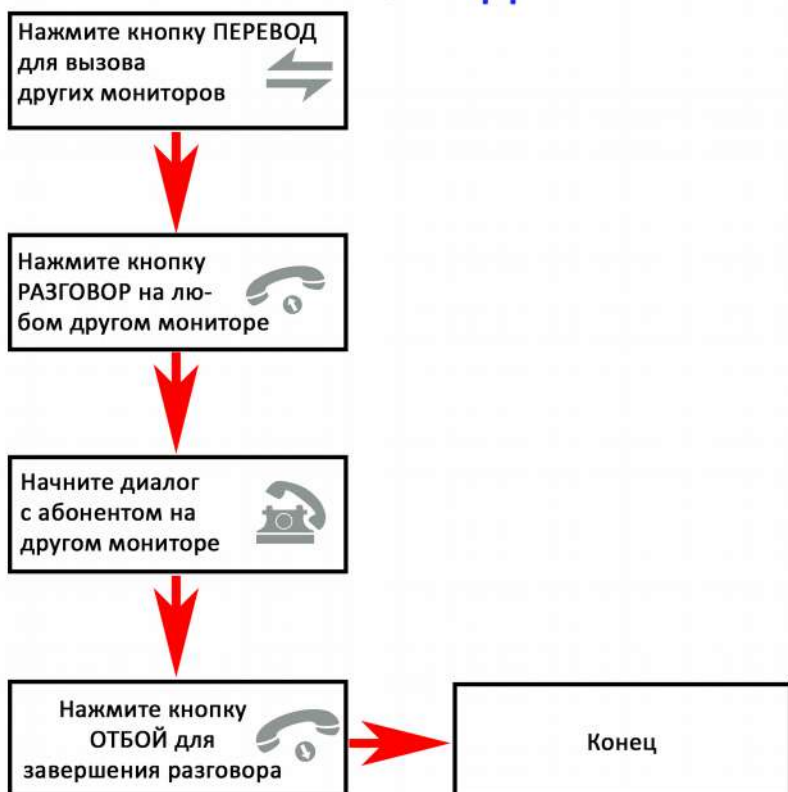 Нажмите кнопку ПЕРЕВОД
для вызова
других мониторов
Нажмите кнопку
РАЗГОВОР на лю-
бом другом мониторе
Начните диалог
с абонентом на
другом мониторе
Нажмите кнопку
ОТБОЙ для
завершения разговора
Конец